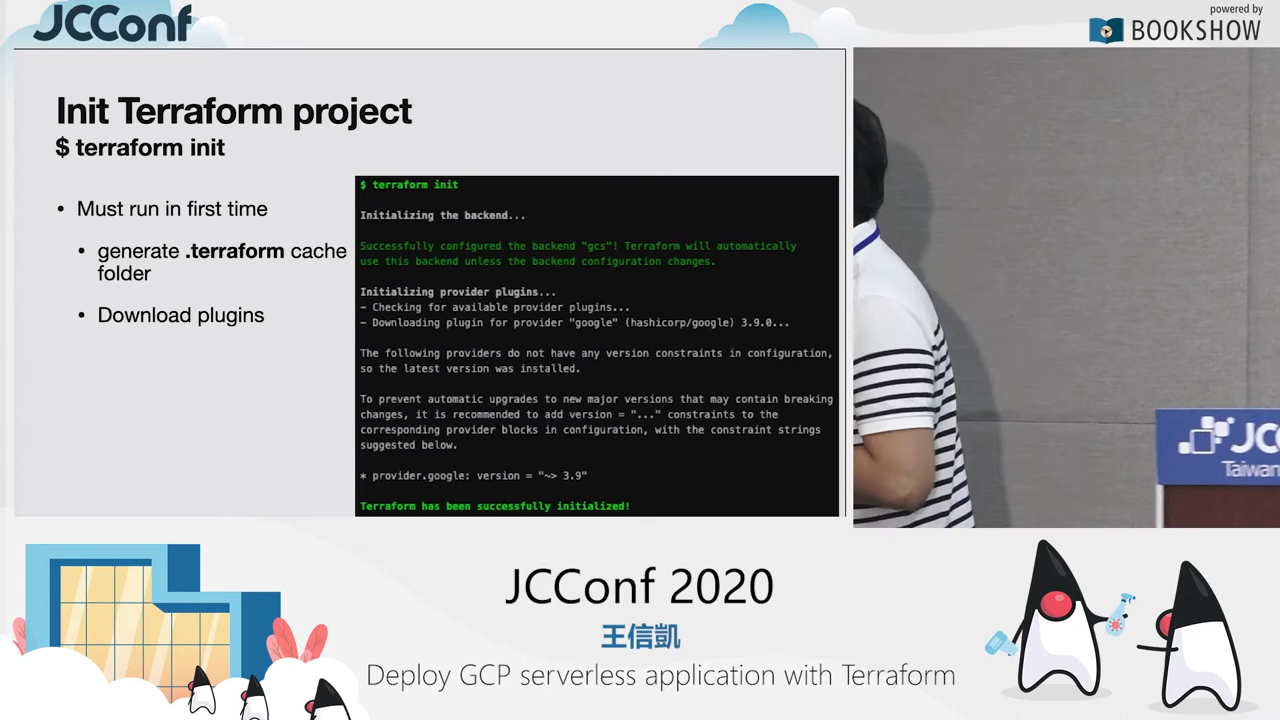 JCConf
powered by
BOOKSHOW
Init Terraform project
$ terraform init
• Must run in first time
• generate .terraform cache
folder
• Download plugins
$ terraform init
Initializing the backend...
Successfully configured the backend "gcs"! Terraform will automatically
use this backend unless the backend configuration changes.
Initializing provider plugins...
- Checking for available provider plugins...
- Downloading plugin for provider "google" (hashicorp/google) 3.9.0...
The following providers do not have any version constraints in configuration,
so the latest version was installed.
To prevent automatic upgrades to new major versions that may contain breaking
changes, it is recommended to add version = "..." constraints to the
corresponding provider blocks in configuration, with the constraint strings
suggested below.
* provider.google: version = "~> 3.9"
Terraform has been successfully initialized!
JCC
Taiwan
JCConf 2020
王信凱
Deploy GCP serverless application with Terraform